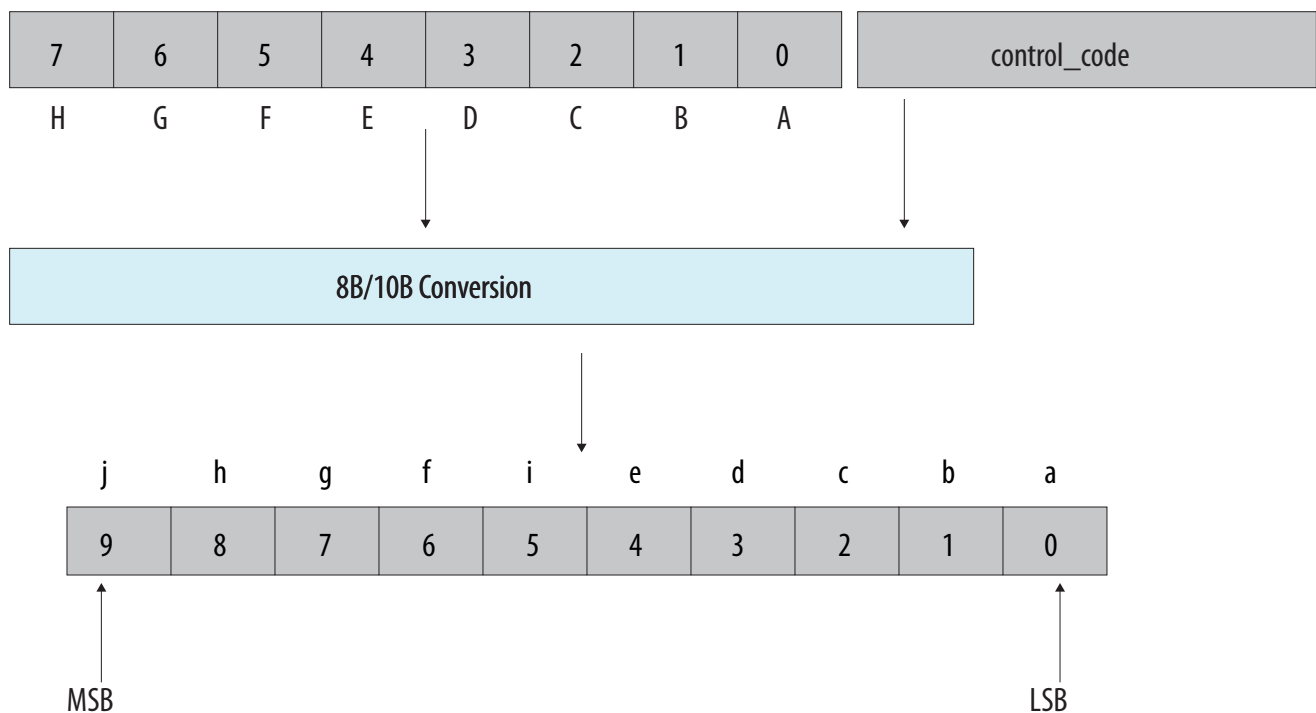 7 6 5 4 3 2 1 0 control_code
H G F E D C B A
8B/10B Conversion
j h g f i e d c b a
9 8 7 6 5 4 3 2 1 0
MSB LSB